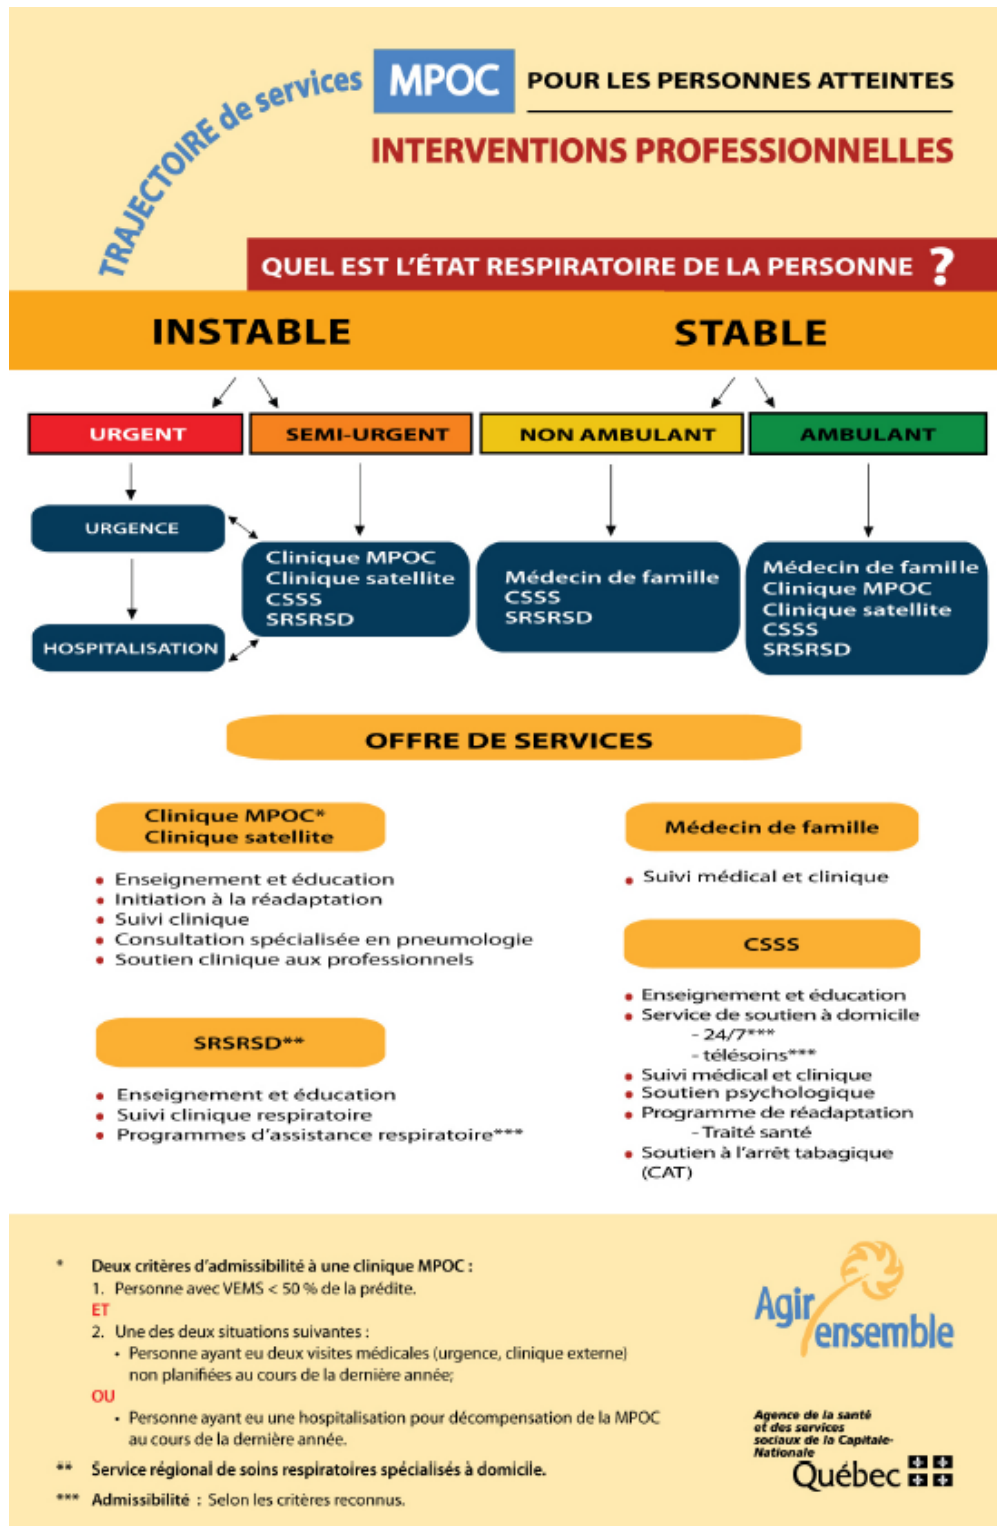 TRAJECTOIRE de services
MPOC
POUR LES PERSONNES ATTEINTES
INTERVENTIONS PROFESSIONNELLES
QUEL EST L'ÉTAT RESPIRATOIRE DE LA PERSONNE ?
INSTABLE
STABLE
URGENT
SEMI-URGENT
NON AMBULANT
AMBULANT
URGENCE
HOSPITALISATION
Clinique MPOC
Clinique satellite
CSSS
SRSRSD
Médecin de famille
CSSS
SRSRSD
Médecin de famille
Clinique MPOC
Clinique satellite
CSSS
SRSRSD
OFFRE DE SERVICES
Clinique MPOC*
Clinique satellite
• Enseignement et éducation
• Initiation à la réadaptation
• Suivi clinique
• Consultation spécialisée en pneumologie
• Soutien clinique aux professionnels
SRSRSD**
• Enseignement et éducation
• Suivi clinique respiratoire
• Programmes d'assistance respiratoire***
Médecin de famille
• Suivi médical et clinique
CSSS
• Enseignement et éducation
• Service de soutien à domicile
- 24/7***
- télésoins***
• Suivi médical et clinique
• Soutien psychologique
• Programme de réadaptation
- Traité santé
• Soutien à l'arrêt tabagique
(CAT)
* Deux critères d'admissibilité à une clinique MPOC :
1. Personne avec VEMS < 50 % de la prédite.
ET
2. Une des deux situations suivantes :
• Personne ayant eu deux visites médicales (urgence, clinique externe)
non planifiées au cours de la dernière année;
OU
• Personne ayant eu une hospitalisation pour décompensation de la MPOC
au cours de la dernière année.
** Service régional de soins respiratoires spécialisés à domicile.
*** Admissibilité : Selon les critères reconnus.
Agir
ensemble
Agence de la santé
et des services
sociaux de la Capitale-
Nationale
Québec